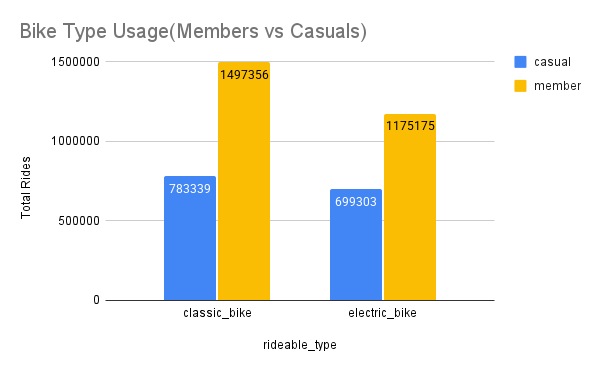 Bike Type Usage(Members vs Casuals)
casual
member
Total Rides
1500000
1000000
500000
0
783339
1497356
699303
1175175
classic_bike
electric_bike
rideable_type